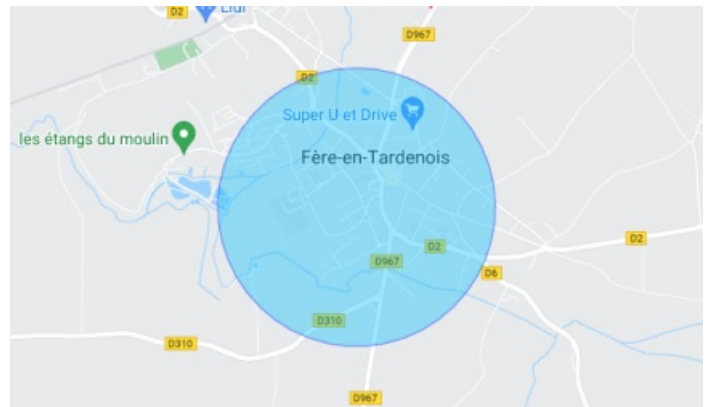 D2
Lidl
D967
D2
Super U et Drive
les étangs du moulin
Fère-en-Tardenois
D2
D2
D967
D6
D310
D310
D967